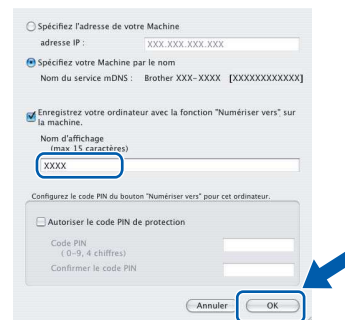 Spécifiez l'adresse de votre Machine
adresse IP : XXX.XXX.XXX.XXX
Spécifiez votre Machine par le nom
Nom du service mDNS : Brother XXX-XXXX [XXXXXXXXXXXX]
Enregistrez votre ordinateur avec la fonction "Numériser vers" sur
la machine.
Nom d'affichage
(max 15 caractères)
XXXX
Configurez le code PIN du bouton "Numériser vers" pour cet ordinateur.
Autoriser le code PIN de protection
Code PIN
( 0-9, 4 chiffres)
Confirmer le code PIN
Annuler OK